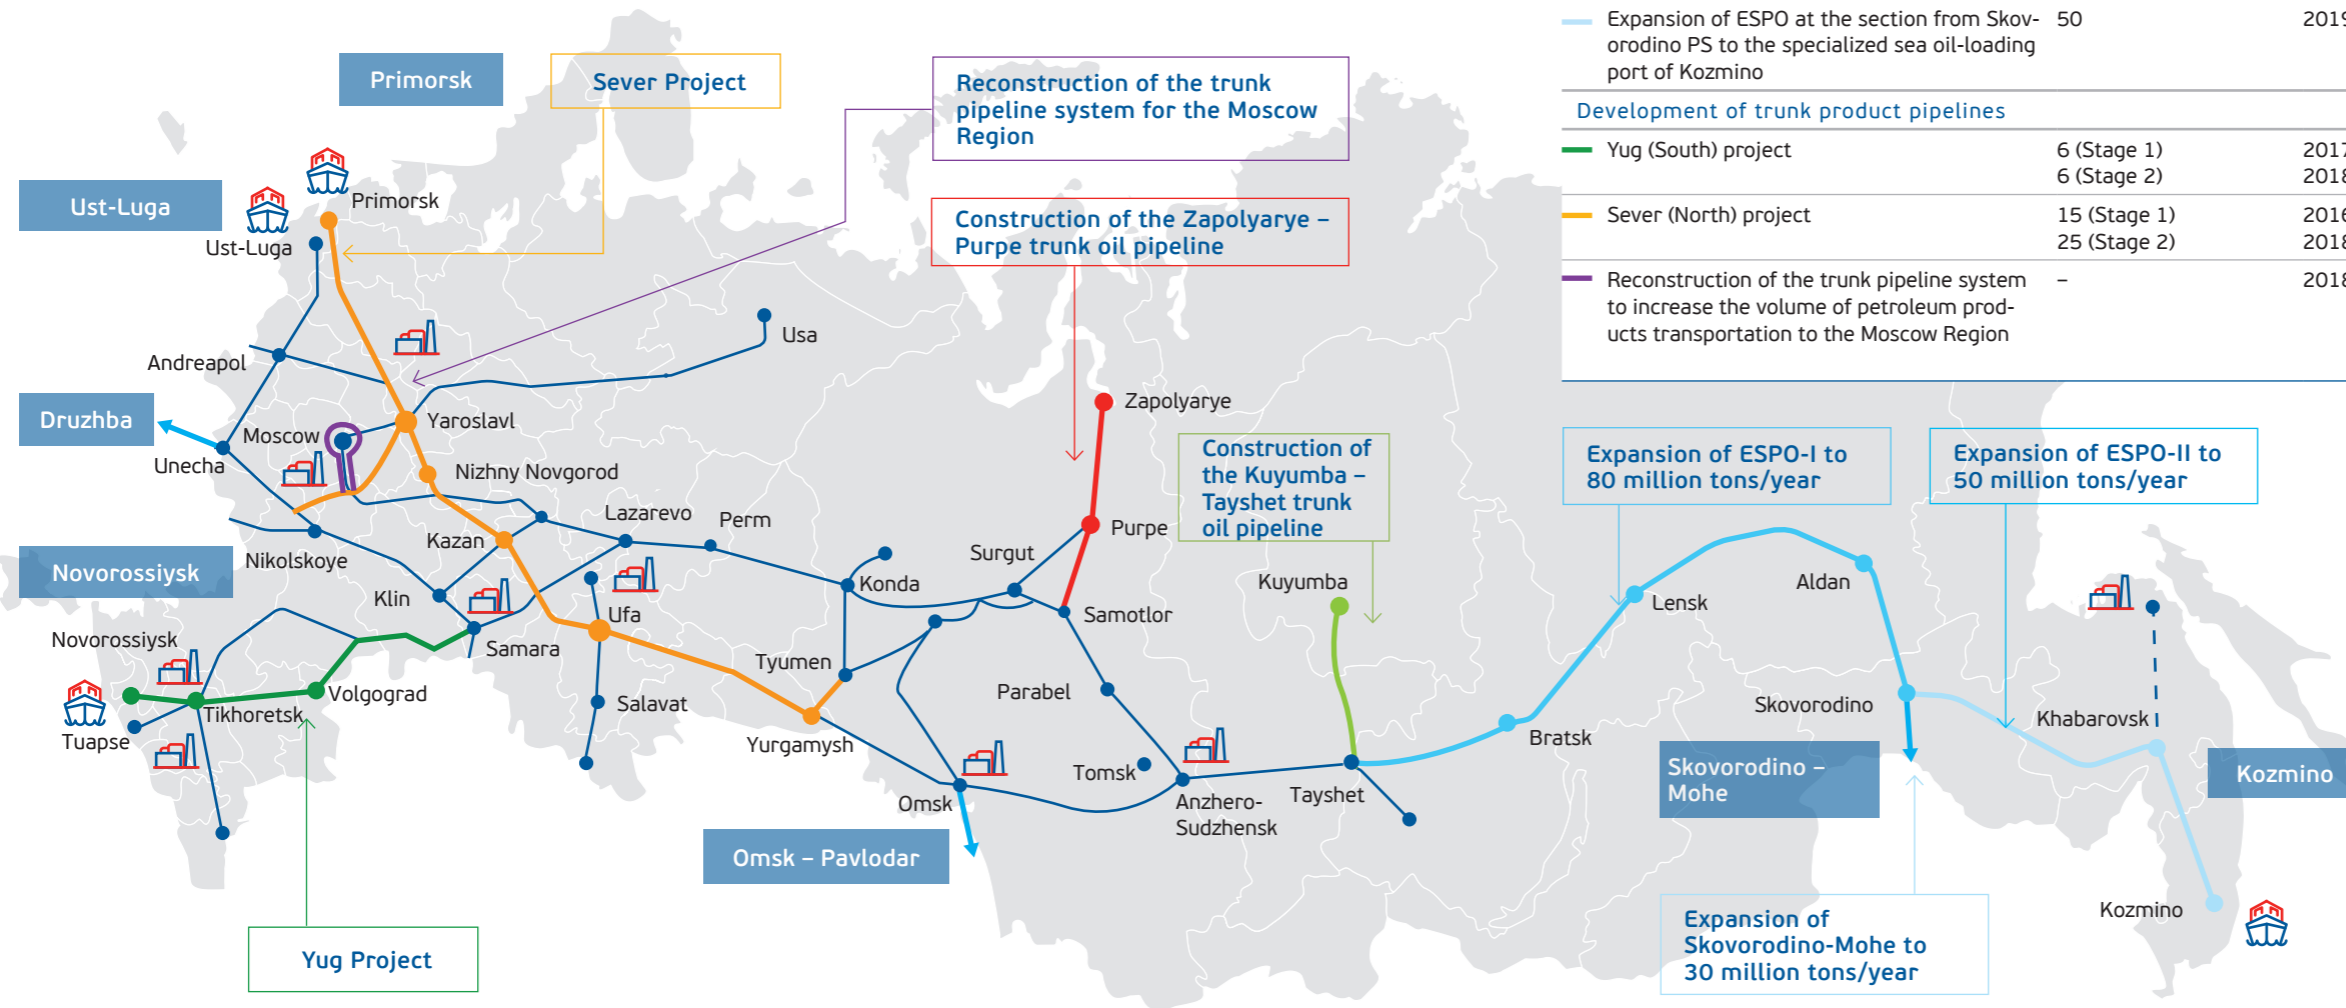 Expansion of ESPO at the section from Skov- 50 2019
orodino PS to the specialized sea oil-loading
port of Kozmino
Development of trunk product pipelines
Yug (South) project 6 (Stage 1) 2017
6 (Stage 2) 2018
Sever (North) project 15 (Stage 1) 2016
25 (Stage 2) 2018
Reconstruction of the trunk pipeline system – 2018
to increase the volume of petroleum prod-
ucts transportation to the Moscow Region
Primorsk
Sever Project
Reconstruction of the trunk
pipeline system for the Moscow
Region
Ust-Luga
Primorsk
Ust-Luga
Construction of the Zapolyarye –
Purpe trunk oil pipeline
Usa
Andreapol
Druzhba
Moscow
Yaroslavl
Unecha
Nizhny Novgorod
Zapolyarye
Construction of
the Kuyumba –
Tayshet trunk
oil pipeline
Expansion of ESPO-I to
80 million tons/year
Expansion of ESPO-II to
50 million tons/year
Lazarevo
Perm
Purpe
Kazan
Surgut
Nikolskoye
Novorossiysk
Klin
Konda
Kuyumba
Aldan
Lensk
Ufa
Samotlor
Novorossiysk
Samara
Tyumen
Parabel
Volgograd
Salavat
Skovorodino
Khabarovsk
Tikhoretsk
Tuapse
Yurgamysh
Bratsk
Tomsk
Skovorodino –
Mohe
Kozmino
Omsk
Anzhero-
Sudzhensk
Tayshet
Omsk – Pavlodar
Kozmino
Yug Project
Expansion of
Skovorodino-Mohe to
30 million tons/year